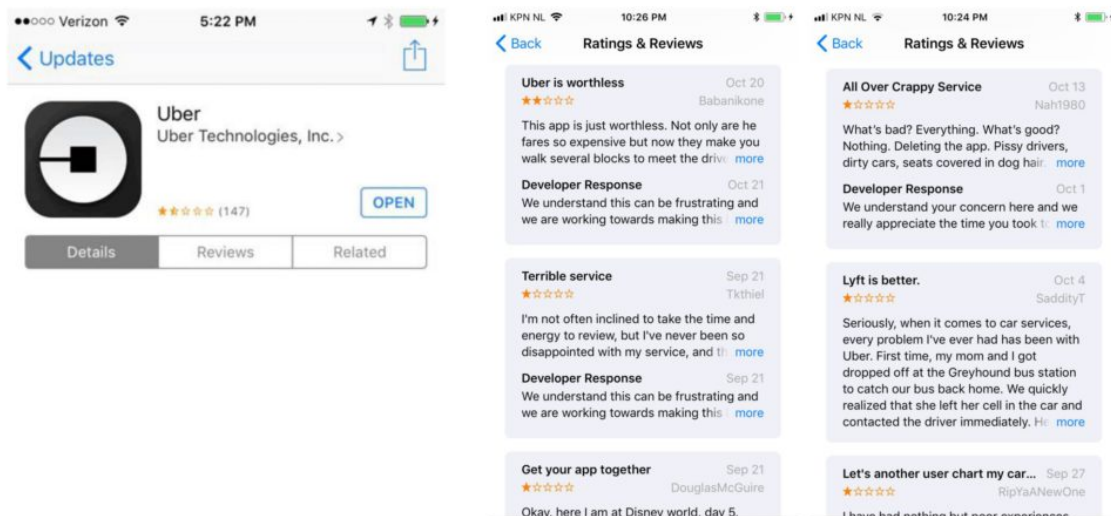 Verizon 5:22 PM
Updates
Uber
Uber Technologies, Inc. >
(147)
OPEN
Details Reviews Related
KPN NL 10:26 PM
Back Ratings & Reviews
Uber is worthless Oct 20
Babanikone
This app is just worthless. Not only are he
fares so expensive but now they make you
walk several blocks to meet the more
Developer Response Oct 21
We understand this can be frustrating and
we are working towards making this more
Terrible service Sep 21
Tkthiel
I'm not often inclined to take the time and
energy to review, but I've never been so
disappointed with my service, and more
Developer Response Sep 21
We understand this can be frustrating and
we are working towards making this more
Get your app together Sep 21
DouglasMcGuire
Okay, here I am at Disney world, day 5,
KPN NL 10:24 PM
Back Ratings & Reviews
All Over Crappy Service Oct 13
Nah1980
What's bad? Everything. What's good?
Nothing. Deleting the app. Pissy drivers,
dirty cars, seats covered in dog hair. more
Developer Response Oct 1
We understand your concern here and we
really appreciate the time you took more
Lyft is better. Oct 4
SaddityT
Seriously, when it comes to car services,
every problem I've ever had has been with
Uber. First time, my mom and I got
dropped off at the Greyhound bus station
to catch our bus back home. We quickly
realized that she left her cell in the car and
contacted the driver immediately. more
Let's another user chart my car... Sep 27
RipYaANewOne
I have had nothing but poor experiences